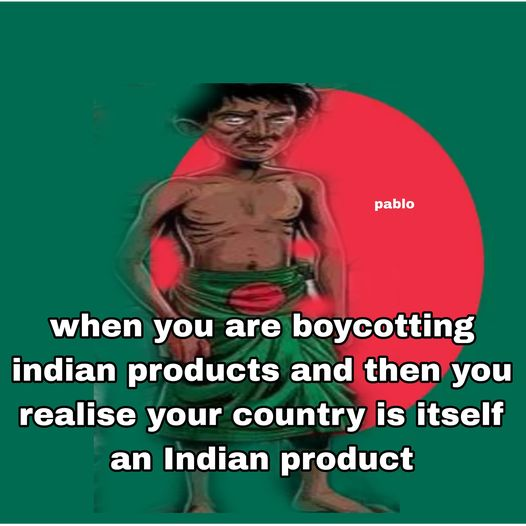 pablo
when you are boycotting
indian products and then you
realise your country is itself
an Indian product